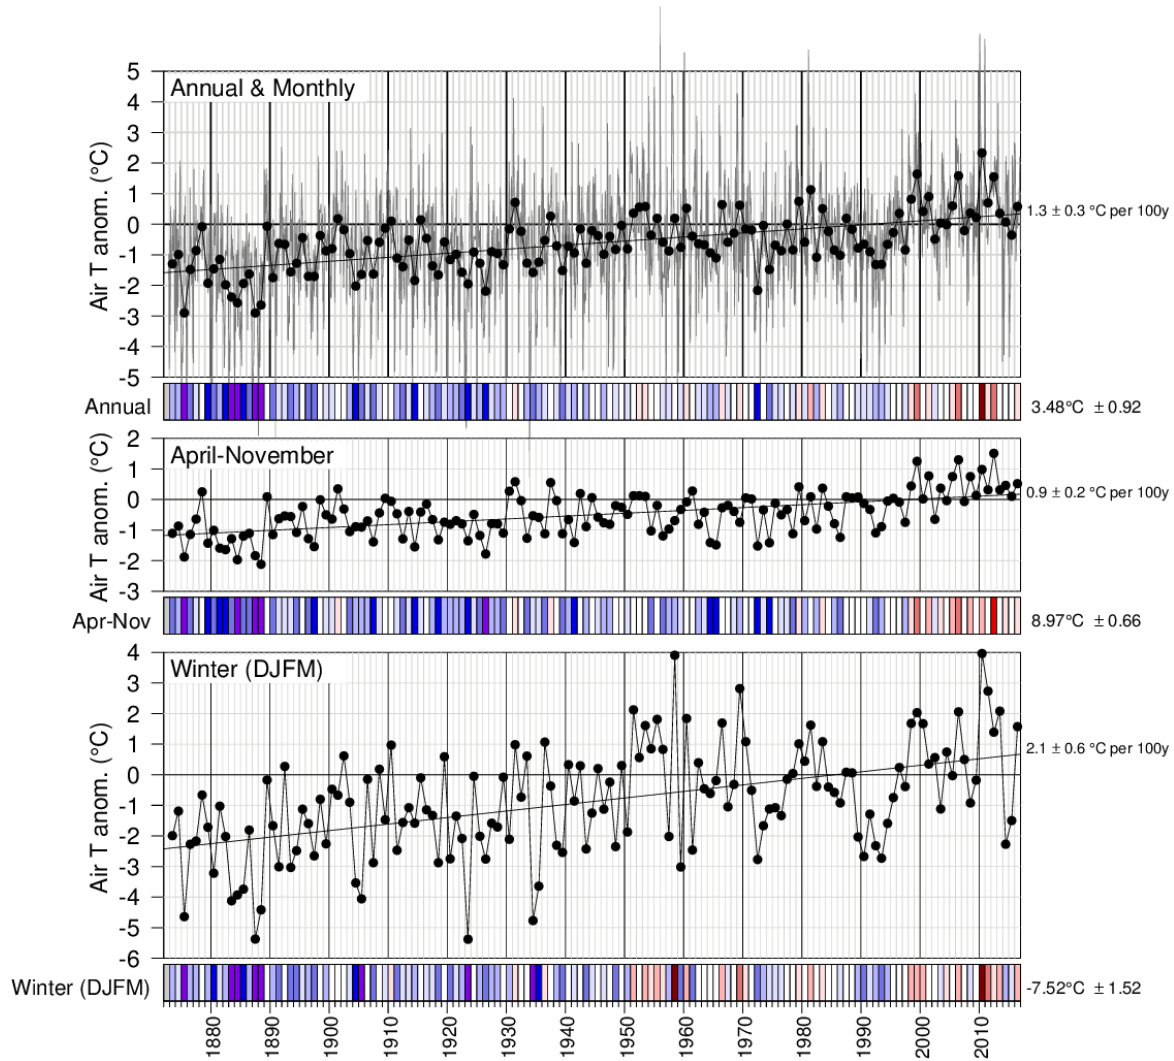 Annual & Monthly
Air T anom. (°C)
5
4
3
2
1
0
-1
-2
-3
-4
-5
1.3 ± 0.3 °C per 100y
Annual
3.48°C ± 0.92
April-November
Air T anom. (°C)
2
1
0
-1
-2
-3
0.9 ± 0.2 °C per 100y
Apr-Nov
8.97°C ± 0.66
Winter (DJFM)
Air T anom. (°C)
4
3
2
1
0
-1
-2
-3
-4
-5
-6
2.1 ± 0.6 °C per 100y
Winter (DJFM)
-7.52°C ± 1.52
1880 1890 1900 1910 1920 1930 1940 1950 1960 1970 1980 1990 2000 2010